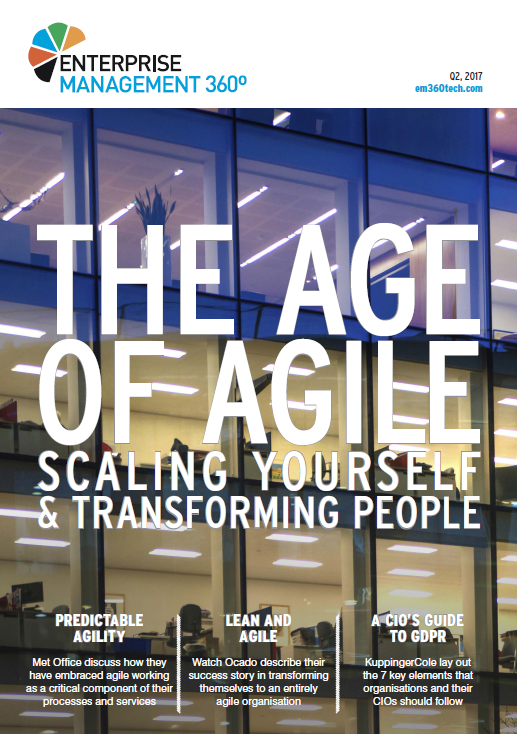 ENTERPRISE
MANAGEMENT 360º
Q2, 2017
em360tech.com
THE AGE
OF AGILE
SCALING YOURSELF
& TRANSFORMING PEOPLE
PREDICTABLE
AGILITY
Met Office discuss how they
have embraced agile working
as a critical component of their
processes and services
LEAN AND
AGILE
Watch Ocado describe their
success story in transforming
themselves to an entirely
agile organisation
A CIO'S GUIDE
TO GDPR
KuppingerCole lay out
the 7 key elements that
organisations and their
CIOs should follow